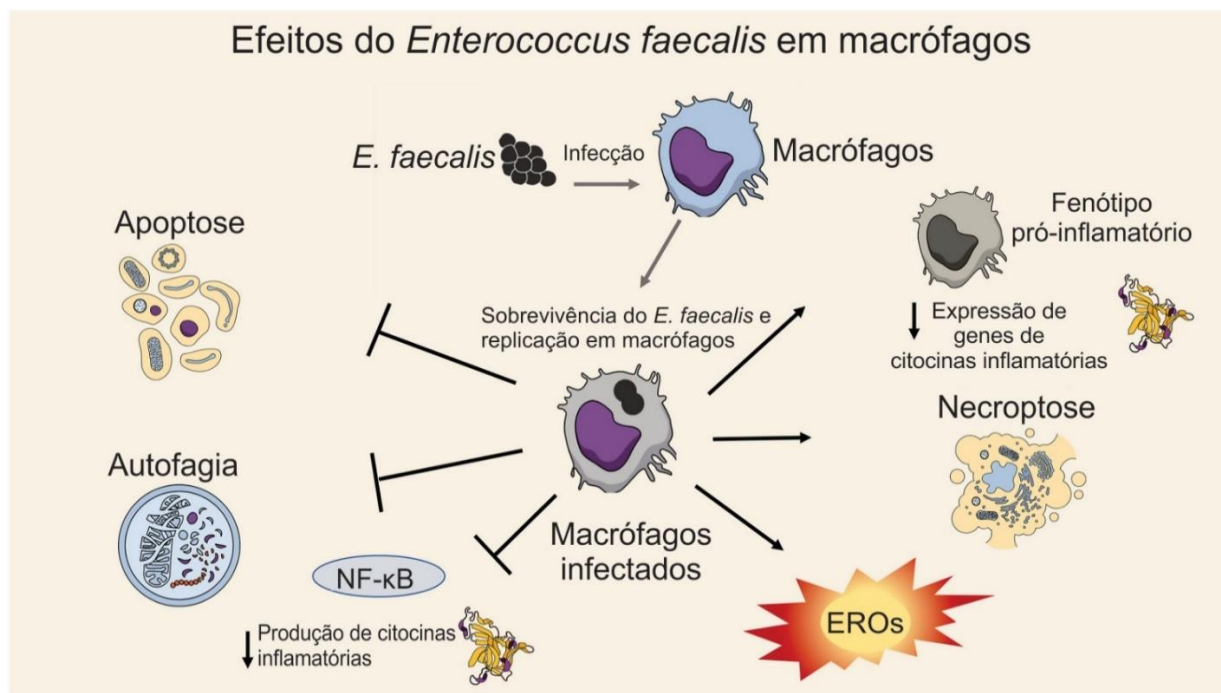 Efeitos do Enterococcus faecalis em macrófagos
E. faecalis
Infecção
Macrófagos
Sobrevivência do E. faecalis e
replicação em macrófagos
Apoptose
Autofagia
NF-κB
Produção de citocinas
inflamatórias
Macrófagos
infectados
Fenótipo
pró-inflamatório
Expressão de
genes de
citocinas inflamatórias
Necroptose
EROs